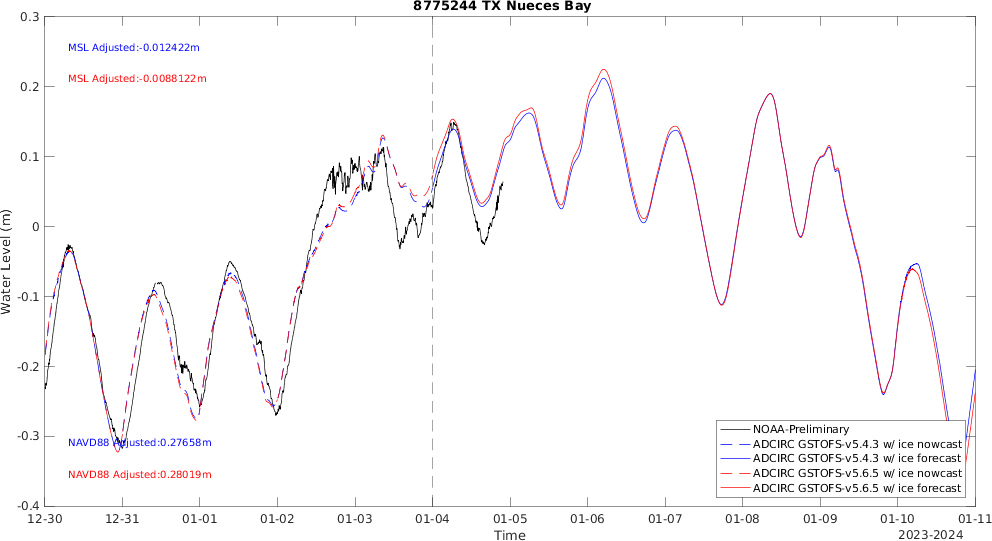 8775244 TX Nueces Bay
0.3
MSL Adjusted:-0.012422m
MSL Adjusted:-0.0088122m
0.2
0.1
0
-0.1
-0.2
-0.3
-0.4
Water Level (m)
NAVD88 Adjusted:0.27658m
NAVD88 Adjusted:0.28019m
NOAA-Preliminary
ADCIRC GSTOFS-v5.4.3 w/ ice nowcast
ADCIRC GSTOFS-v5.4.3 w/ ice forecast
ADCIRC GSTOFS-v5.6.5 w/ ice nowcast
ADCIRC GSTOFS-v5.6.5 w/ ice forecast
12-30 12-31 01-01 01-02 01-03 01-04 01-05 01-06 01-07 01-08 01-09 01-10 01-11
Time
2023-2024